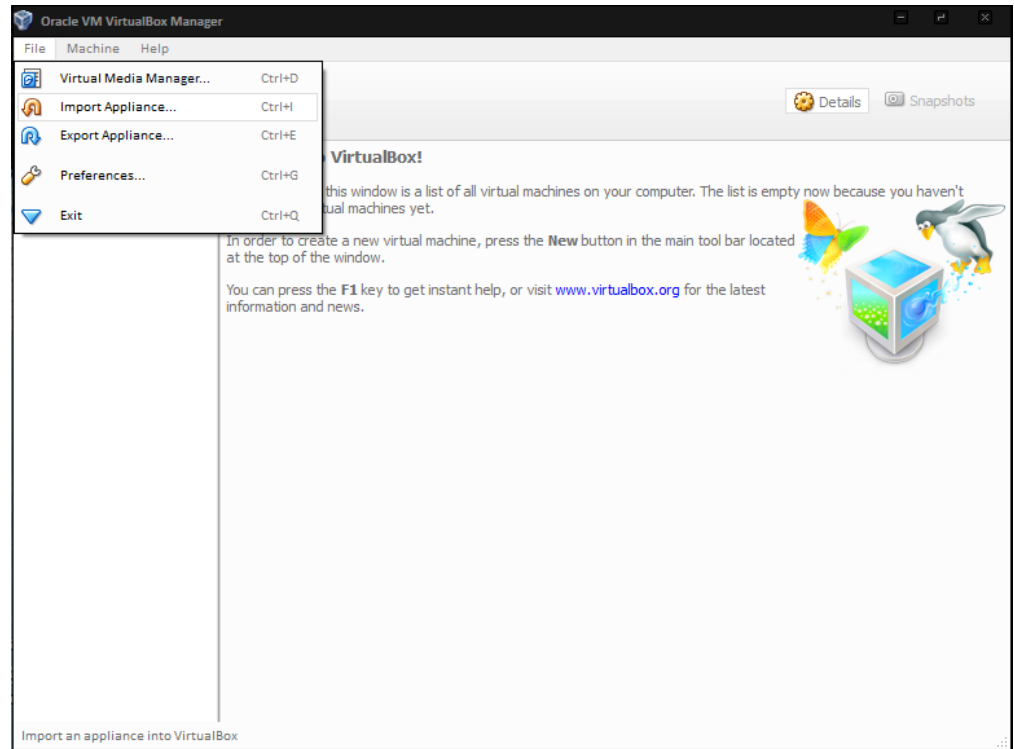 Oracle VM VirtualBox Manager
File Machine Help
Virtual Media Manager... Ctrl+D
Import Appliance... Ctrl+I
Export Appliance... Ctrl+E
Preferences... Ctrl+G
Exit Ctrl+Q
Details Snapshots
VirtualBox!
this window is a list of all virtual machines on your computer. The list is empty now because you haven't
tual machines yet.
In order to create a new virtual machine, press the New button in the main tool bar located
at the top of the window.
You can press the F1 key to get instant help, or visit www.virtualbox.org for the latest
information and news.
Import an appliance into VirtualBox